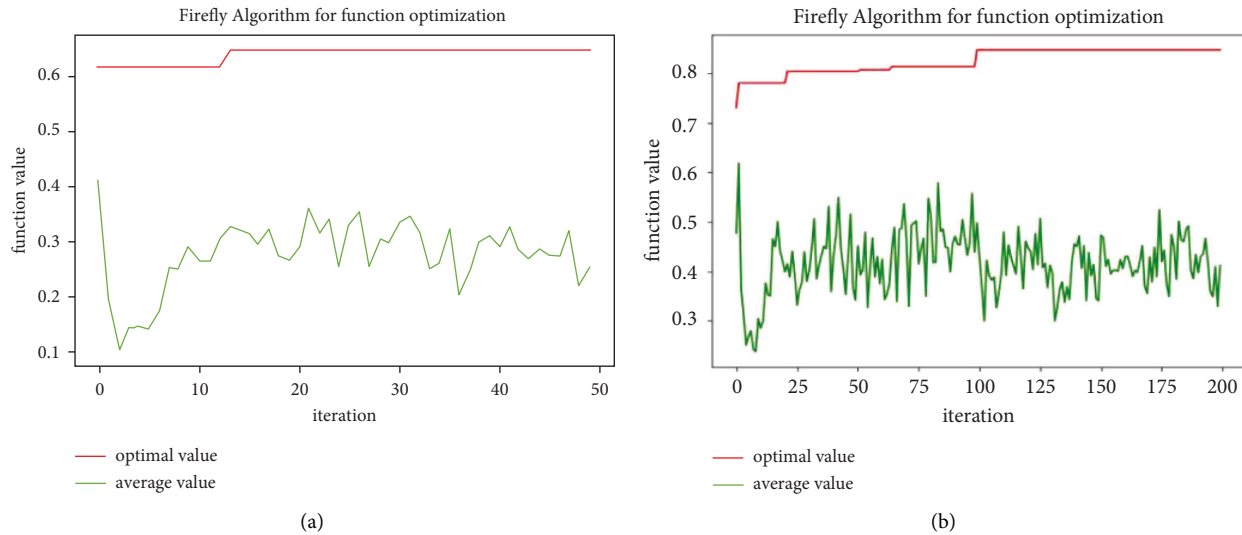 Firefly Algorithm for function optimization
0.6
0.5
0.4
0.3
0.2
0.1
function value
0 10 20 30 40 50
iteration
optimal value
average value
(a)
Firefly Algorithm for function optimization
0.8
0.7
0.6
0.5
0.4
0.3
function value
0 25 50 75 100 125 150 175 200
iteration
optimal value
average value
(b)